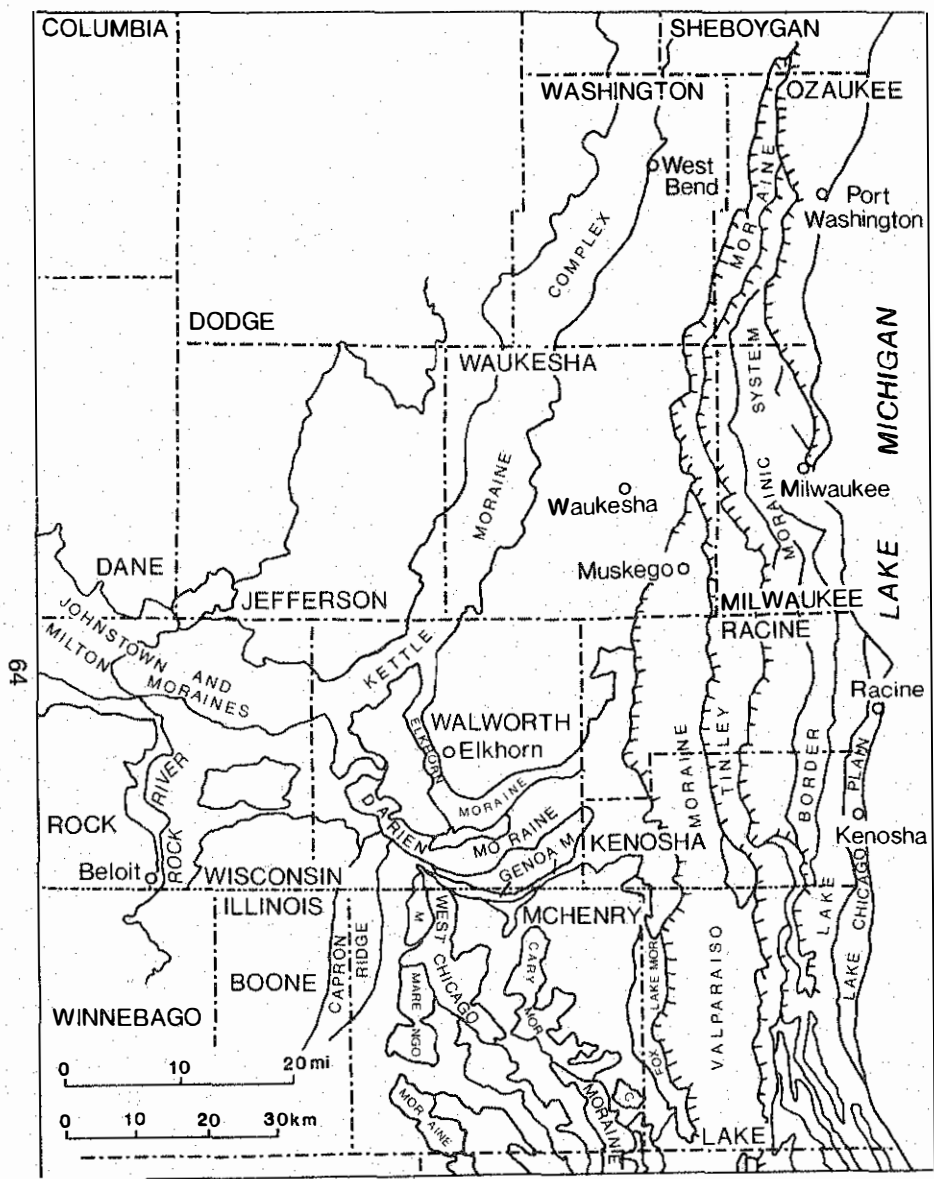 COLUMBIA
SHEBOYGAN
WASHINGTON
OZAUKEE
West
Bend
Port
Washington
MORAINE
COMPLEX
DODGE
WAUKESHA
SYSTEM
LAKE MICHIGAN
MORAINE
Waukesha
MORAINIC
Milwaukee
Muskego
DANE
JEFFERSON
MILWAUKEE
RACINE
JOHNSTOWN AND
MILTON MORAINES
KETTLE
64
Racine
WALWORTH
Elkhorn
ELKHORN
MORAINE
MORAINE
TINLEY
BORDER
PLAIN
ROCK RIVER
ROCK
DARIEN
MORAINE
GENOA M
KENOSHA
Kenosha
Beloit
WISCONSIN
ILLINOIS
MCHENRY
LAKE
LAKE CHICAGO
M
WEST CHICAGO
CARY
MOR
BOONE
CAPRON
RIDGE
MARENGO
FOX LAKE MOR
VALPARAISO
WINNEBAGO
0 10 20 mi
0 10 20 30 km
MORAINE
MORAINE
C
LAKE